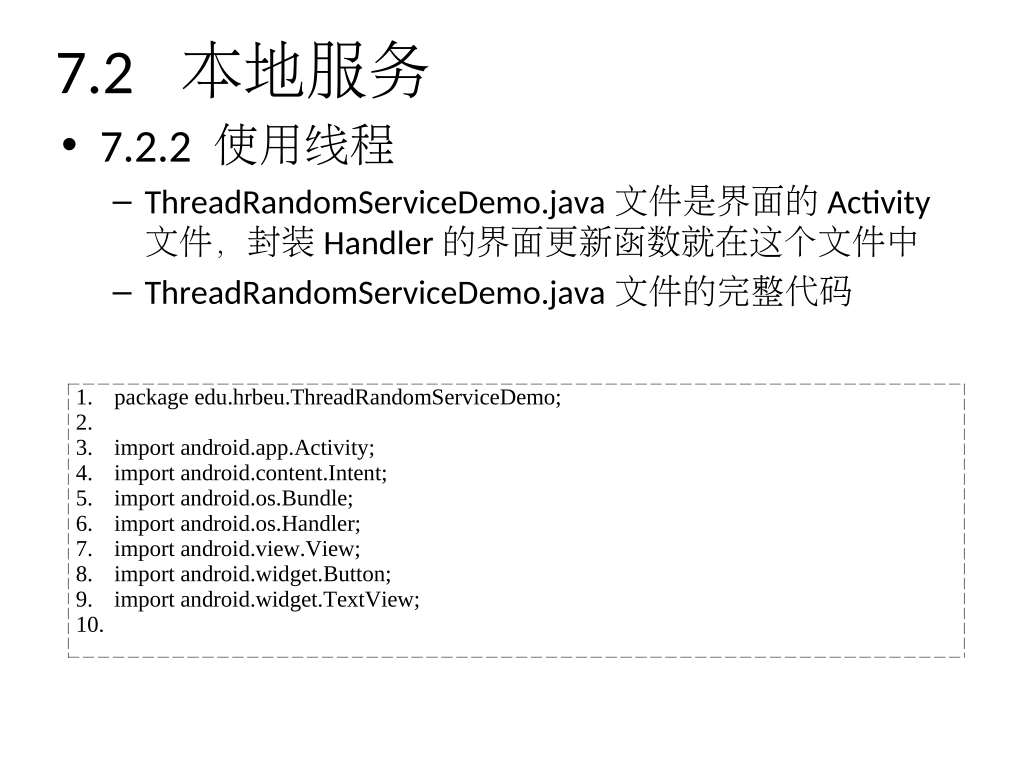 7.2 本地服务
• 7.2.2 使用线程
– ThreadRandomServiceDemo.java 文件是界面的 Activity
文件，封装 Handler 的界面更新函数就在这个文件中
– ThreadRandomServiceDemo.java 文件的完整代码
1. package edu.hrbeu.ThreadRandomServiceDemo;
2.
3. import android.app.Activity;
4. import android.content.Intent;
5. import android.os.Bundle;
6. import android.os.Handler;
7. import android.view.View;
8. import android.widget.Button;
9. import android.widget.TextView;
10.